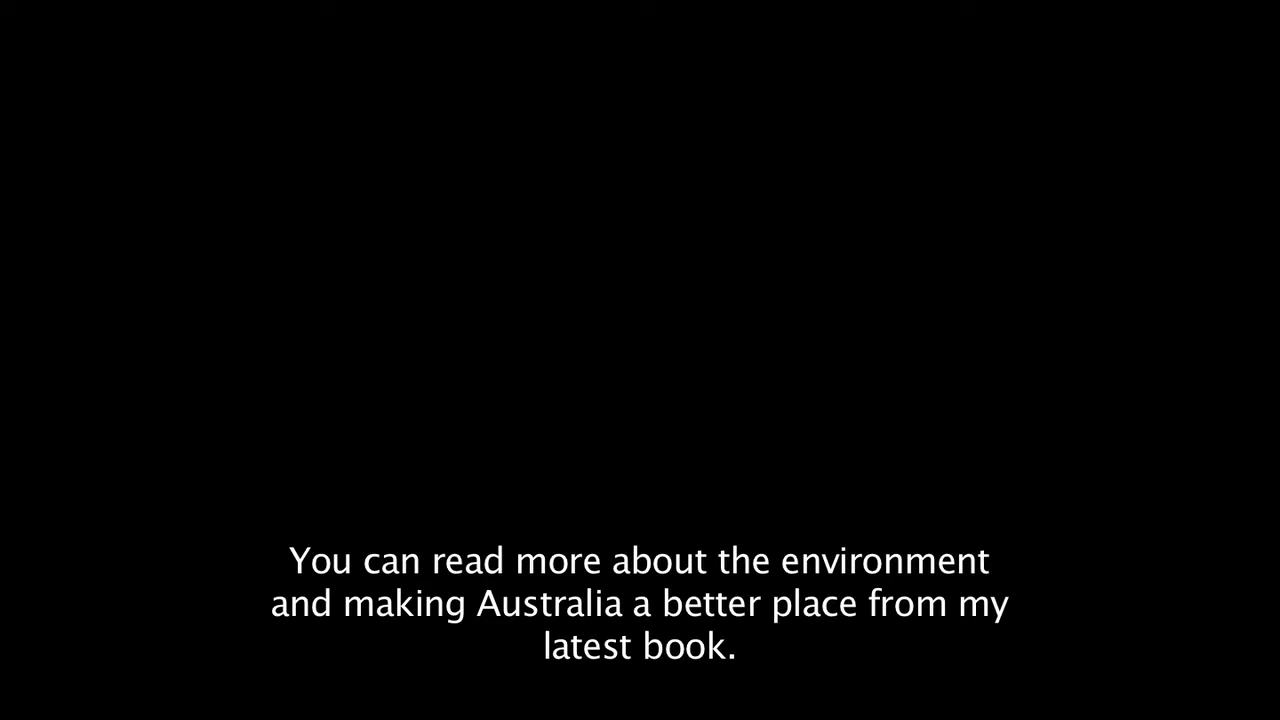 You can read more about the environment
and making Australia a better place from my
latest book.